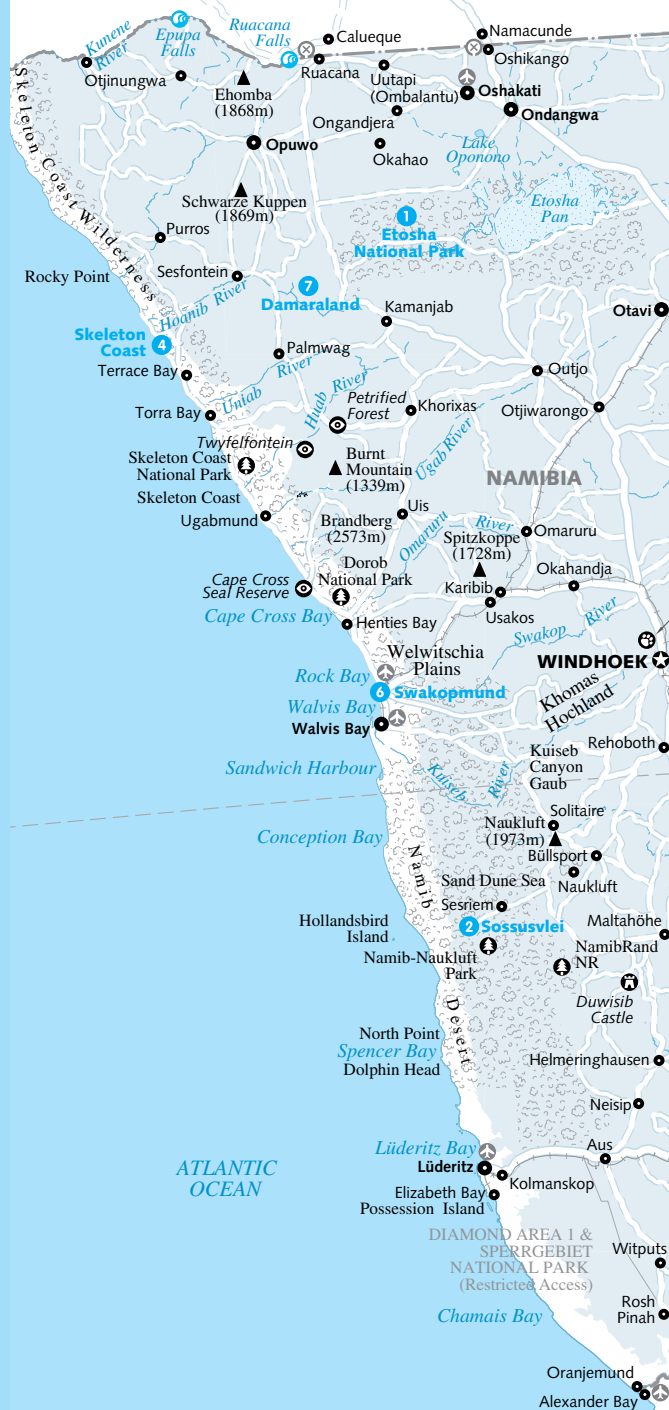 Kunene
River
Epupa
Falls
Ruacana
Falls
Calueque
Namacunde
Oshikango
Otjinungwa
Ruacana
Ehomba
(1868m)
Uutapi
(Ombalantu)
Oshakati
Ondangwa
Ongandjera
Opuwo
Okahao
Lake
Oponono
Skeleton Coast Wilderness
Schwarze Kuppen
(1869m)
Etosha
Pan
1
Etosha
National Park
Purros
Rocky Point
Sesfontein
7
Damaraland
Hoanib River
Kamanjab
Otavi
Skeleton
Coast
4
Palmwag
Terrace Bay
Uniab
River
Huab
River
Outjo
Petrified
Forest
Khorixas
Otjiwarongo
Torra Bay
Twyfelfontein
Skeleton Coast
National Park
Burnt
Mountain
(1339m)
Ugab River
NAMIBIA
Skeleton Coast
Ugabmund
Uis
Brandberg
(2573m)
Omaruru
River
Omaruru
Spitzkoppe
(1728m)
Dorob
National Park
Cape Cross
Seal Reserve
Okahandja
Karibib
Usakos
Cape Cross Bay
Henties Bay
Swakop
River
Welwitschia
Plains
WINDHOEK
Rock Bay
6
Swakopmund
Khomas
Hochland
Walvis Bay
Walvis Bay
Rehoboth
Kuiseb
Canyon
Gaub
Sandwich Harbour
Kuiseb
River
Solitaire
Naukluft
(1973m)
Conception Bay
Büllsport
Namib
Desert
Sand Dune Sea
Naukluft
Sesriem
Hollandsbird
Island
2
Sossusvlei
Maltahöhe
Namib-Naukluft
Park
NamibRand
NR
Duwisib
Castle
North Point
Spencer Bay
Dolphin Head
Helmeringhausen
Neisip
Lüderitz Bay
Aus
Lüderitz
ATLANTIC
OCEAN
Kolmanskop
Elizabeth Bay
Possession Island
DIAMOND AREA 1 &
SPERRGEBIET
NATIONAL PARK
(Restricted Access)
Witputs
Chamais Bay
Rosh
Pinah
Oranjemund
Alexander Bay